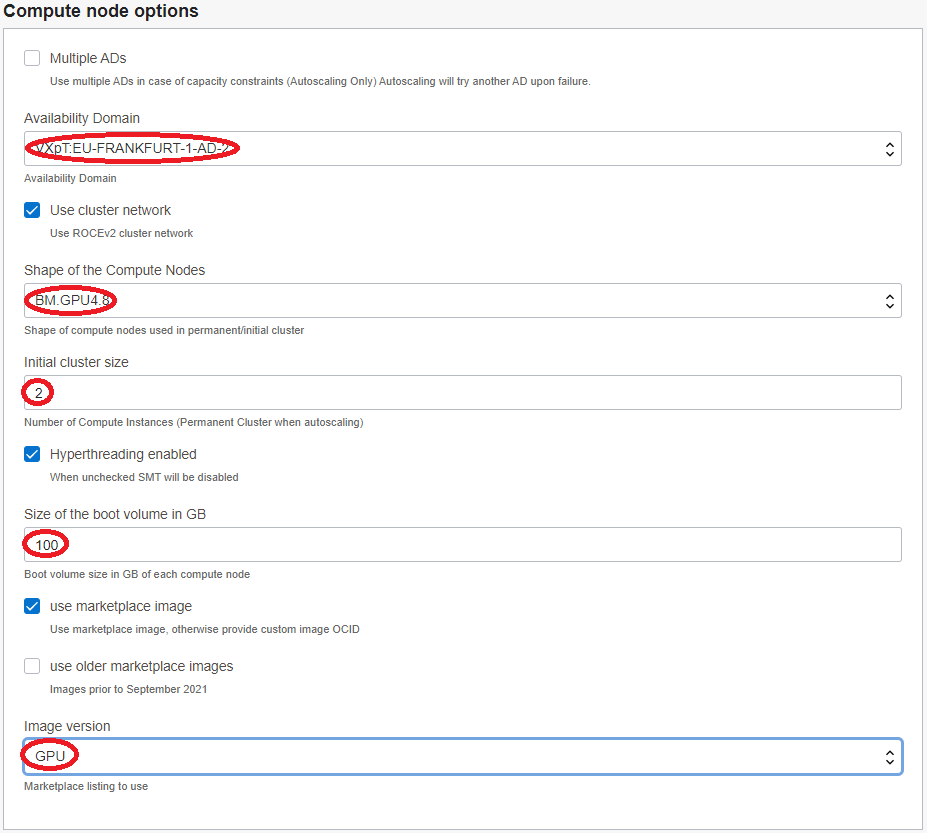 Compute node options
Multiple ADs
Use multiple ADs in case of capacity constraints (Autoscaling Only) Autoscaling will try another AD upon failure.
Availability Domain
VXpT:EU-FRANKFURT-1-AD-2
Availability Domain
Use cluster network
Use ROCEv2 cluster network
Shape of the Compute Nodes
BM.GPU4.8
Shape of compute nodes used in permanent/initial cluster
Initial cluster size
2
Number of Compute Instances (Permanent Cluster when autoscaling)
Hyperthreading enabled
When unchecked SMT will be disabled
Size of the boot volume in GB
100
Boot volume size in GB of each compute node
use marketplace image
Use marketplace image, otherwise provide custom image OCID
use older marketplace images
Images prior to September 2021
Image version
GPU
Marketplace listing to use